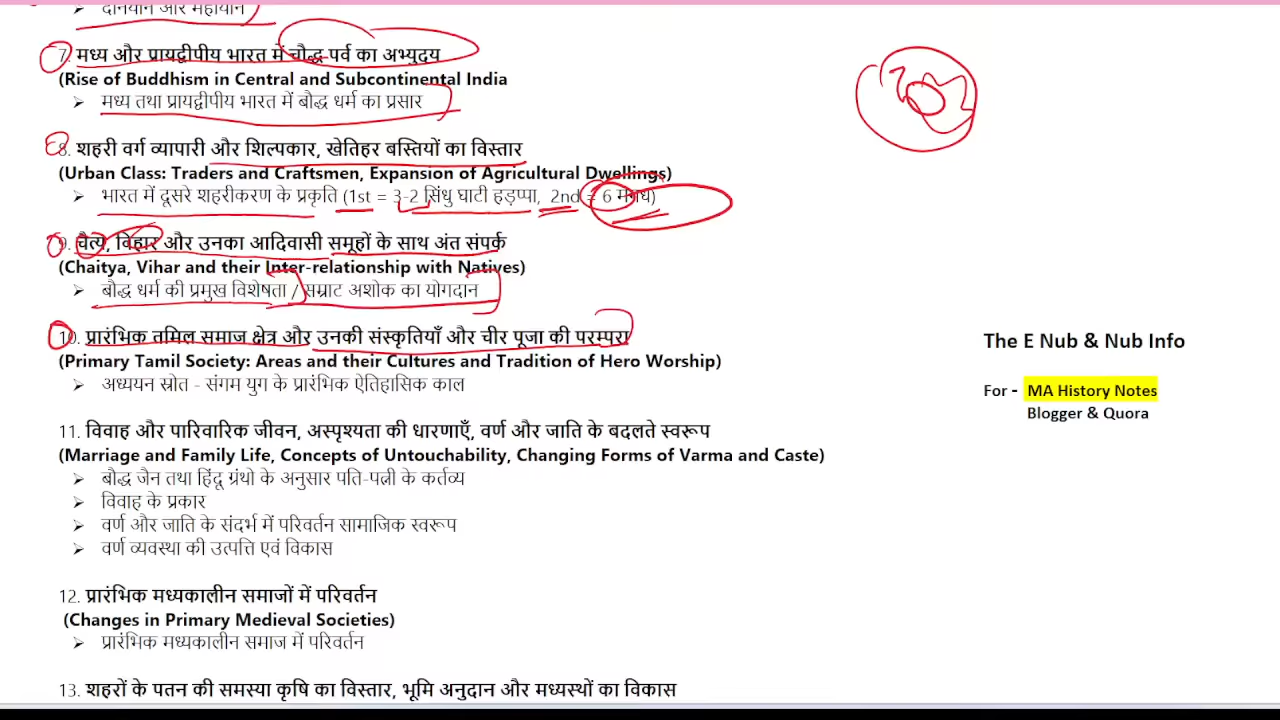 दीनयान और महायान
7. मध्य और प्रायद्वीपीय भारत में चौद्ध पर्व का अभ्युदय
(Rise of Buddhism in Central and Subcontinental India
➢ मध्य तथा प्रायद्वीपीय भारत में बौद्ध धर्म का प्रसार
8. शहरी वर्ग व्यापारी और शिल्पकार, खेतिहर बस्तियों का विस्तार
(Urban Class: Traders and Craftsmen, Expansion of Agricultural Dwellings)
➢ भारत में दूसरे शहरीकरण के प्रकृति (1st = 3-2 सिंधु घाटी हड़प्पा, 2nd = 6 मगध)
9. चैत्य, विहार और उनका आदिवासी समूहों के साथ अंत संपर्क
(Chaitya, Vihar and their Inter-relationship with Natives)
➢ बौद्ध धर्म की प्रमुख विशेषता / सम्राट अशोक का योगदान
10. प्रारंभिक तमिल समाज क्षेत्र और उनकी संस्कृतियाँ और चीर पूजा की परम्परा
(Primary Tamil Society: Areas and their Cultures and Tradition of Hero Worship)
➢ अध्ययन स्रोत - संगम युग के प्रारंभिक ऐतिहासिक काल
The E Nub & Nub Info
For - MA History Notes
Blogger & Quora
11. विवाह और पारिवारिक जीवन, अस्पृश्यता की धारणाएँ, वर्ण और जाति के बदलते स्वरूप
(Marriage and Family Life, Concepts of Untouchability, Changing Forms of Varma and Caste)
➢ बौद्ध जैन तथा हिंदू ग्रंथो के अनुसार पति-पत्नी के कर्तव्य
➢ विवाह के प्रकार
➢ वर्ण और जाति के संदर्भ में परिवर्तन सामाजिक स्वरूप
➢ वर्ण व्यवस्था की उत्पत्ति एवं विकास
12. प्रारंभिक मध्यकालीन समाजों में परिवर्तन
(Changes in Primary Medieval Societies)
➢ प्रारंभिक मध्यकालीन समाज में परिवर्तन
13. शहरों के पतन की समस्या कृषि का विस्तार, भूमि अनुदान और मध्यस्थों का विकास